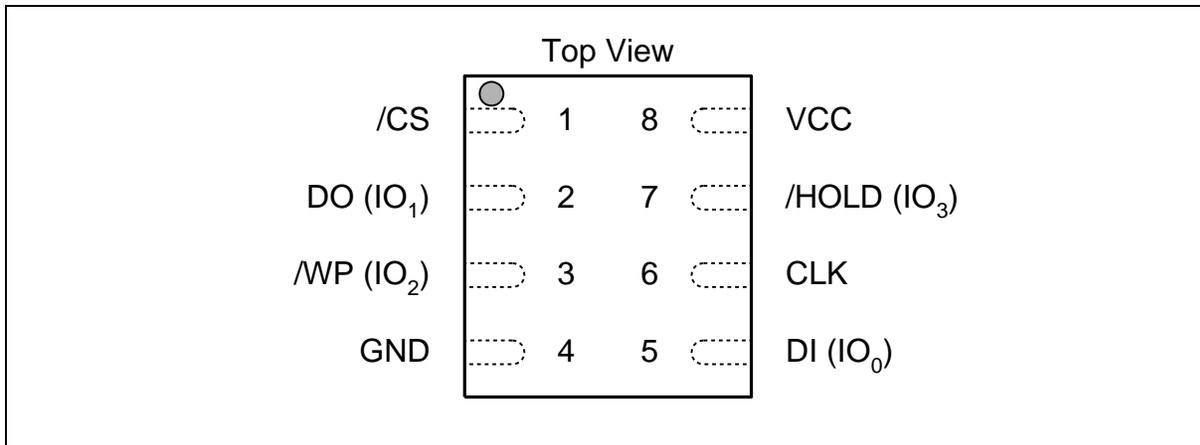 Top View
/CS 1 8 VCC
DO (IO₁) 2 7 /HOLD (IO₃)
/WP (IO₂) 3 6 CLK
GND 4 5 DI (IO₀)